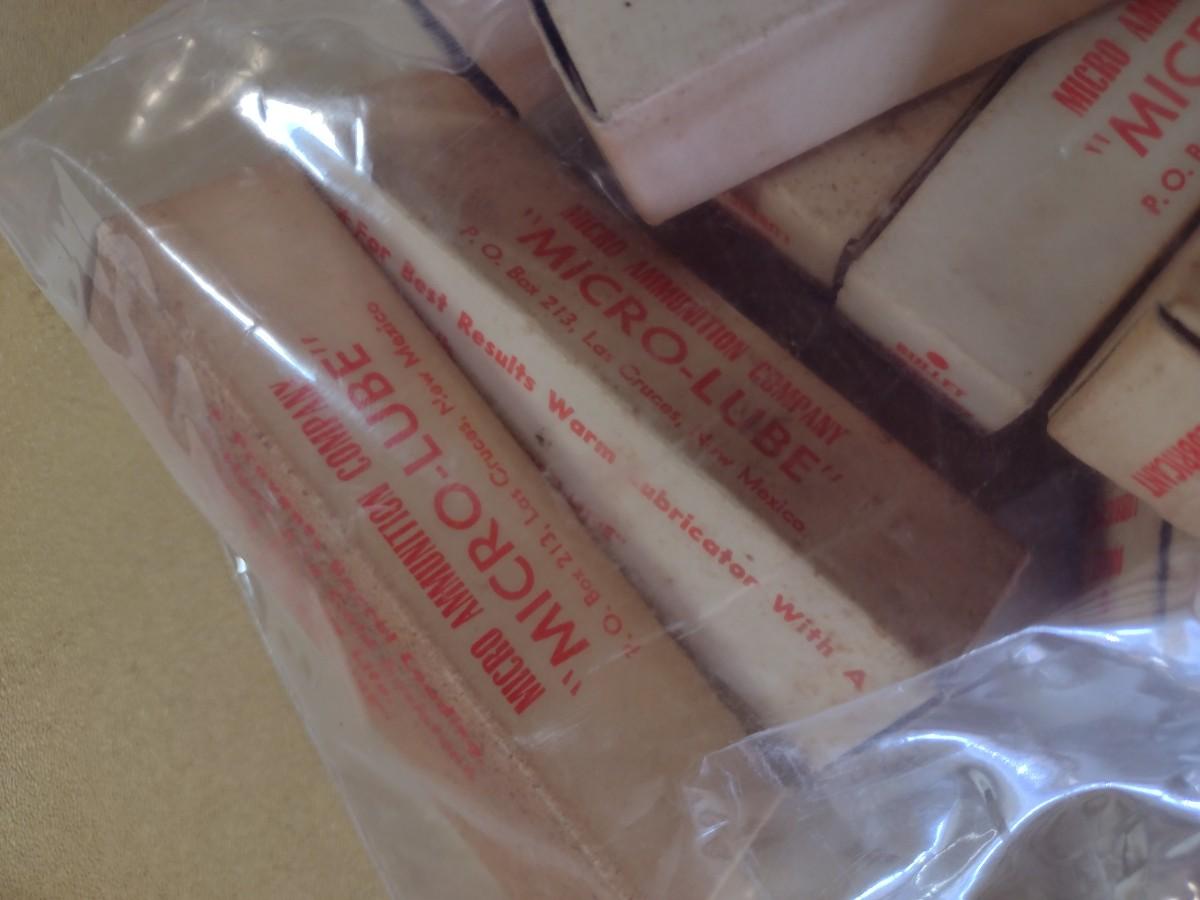 MICRO AMMUNITION COMPANY
"MICRO-LUBE"
P. O. Box 213, Las Cruces, New Mexico
For Best Results Warm Lubricator With A
MICRO AMMUNITION COMPANY
"MICRO-LUBE"
P. O. Box 213, Las Cruces, New Mexico
MICRO AMM
"MICR
P. O. B
BULLET